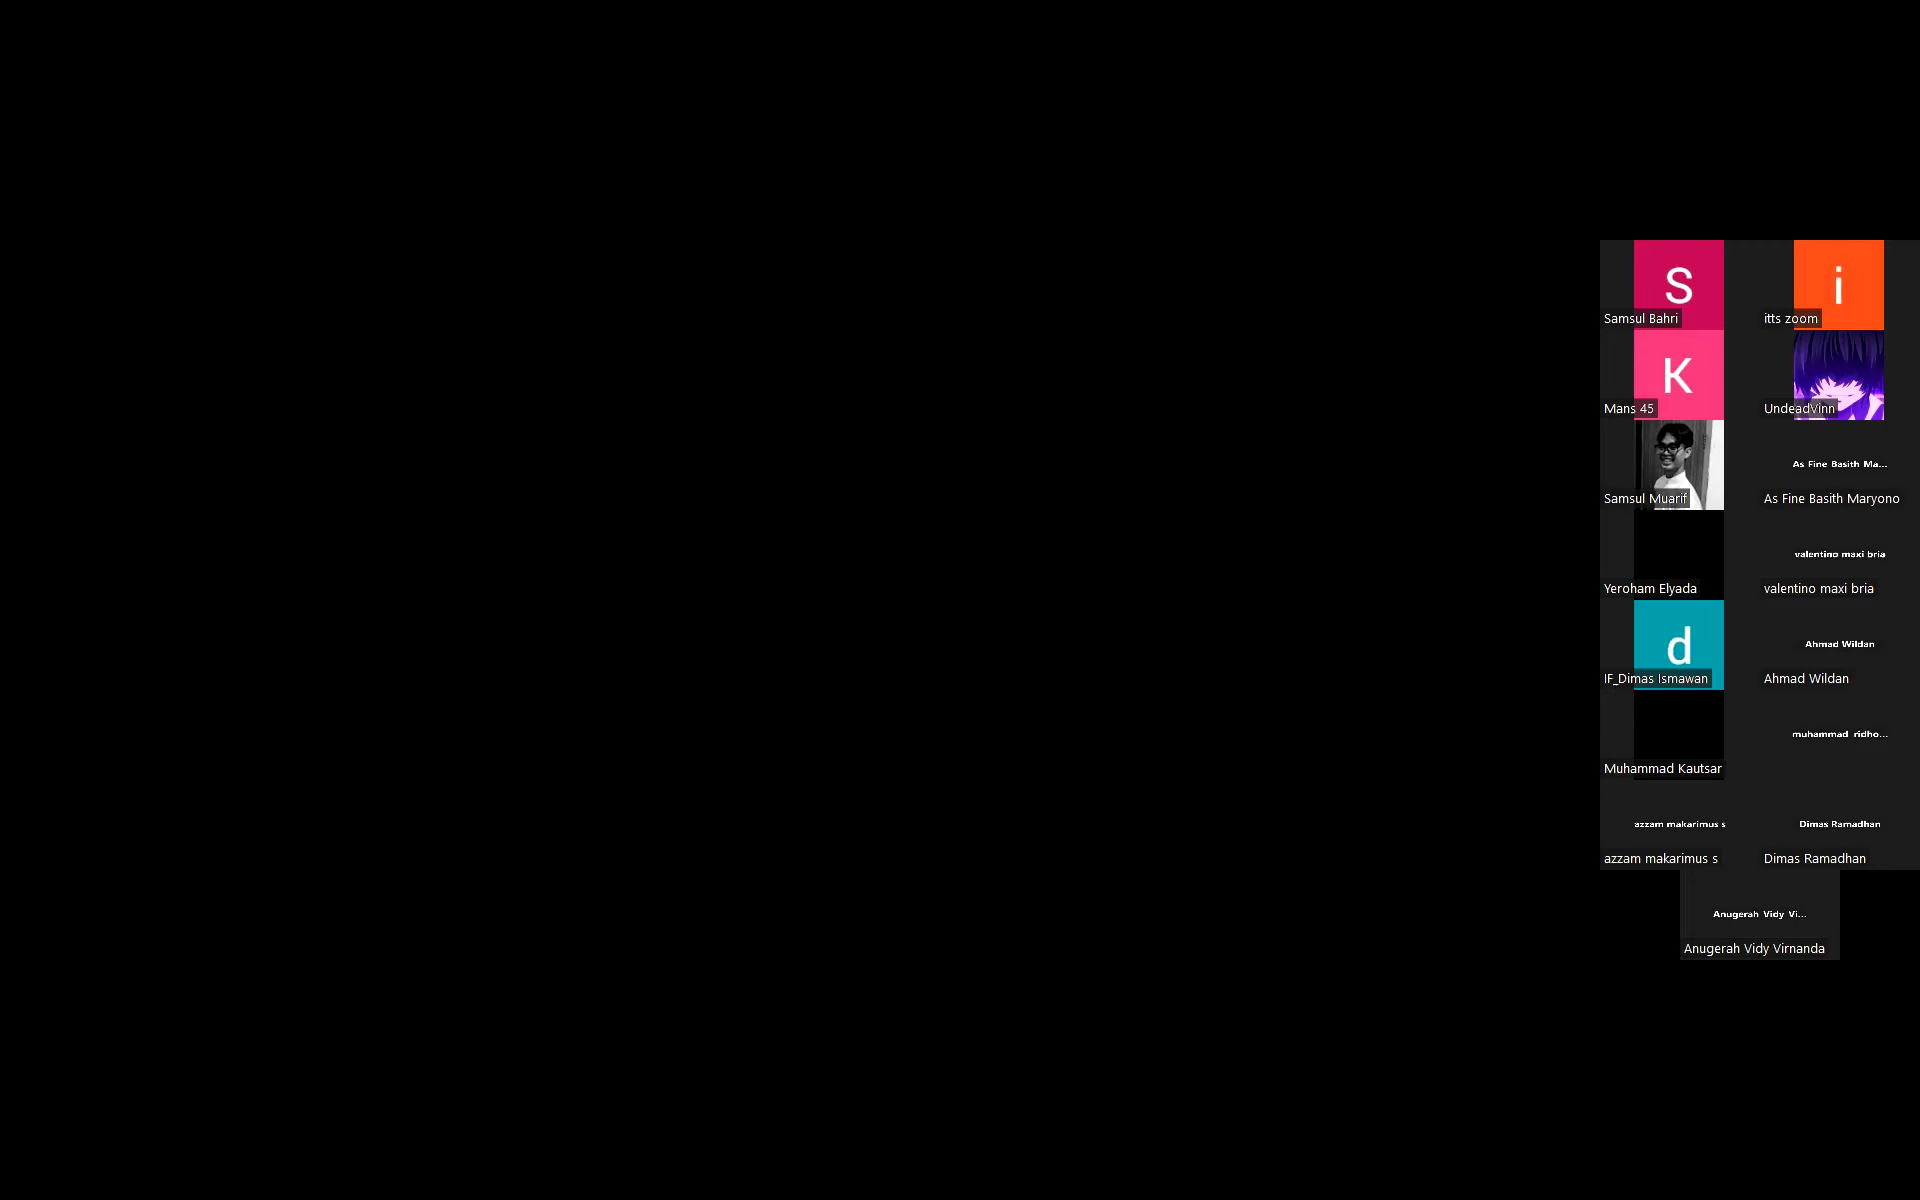 S
Samsul Bahri
i
itts zoom
K
Mans 45
UndeadVinn
Samsul Muarif
As Fine Basith Ma...
As Fine Basith Maryono
Yeroham Elyada
valentino maxi bria
valentino maxi bria
d
IF_Dimas Ismawan
Ahmad Wildan
Ahmad Wildan
Muhammad Kautsar
muhammad ridho...
azzam makarimus s
azzam makarimus s
Dimas Ramadhan
Dimas Ramadhan
Anugerah Vidy Vi...
Anugerah Vidy Virnanda